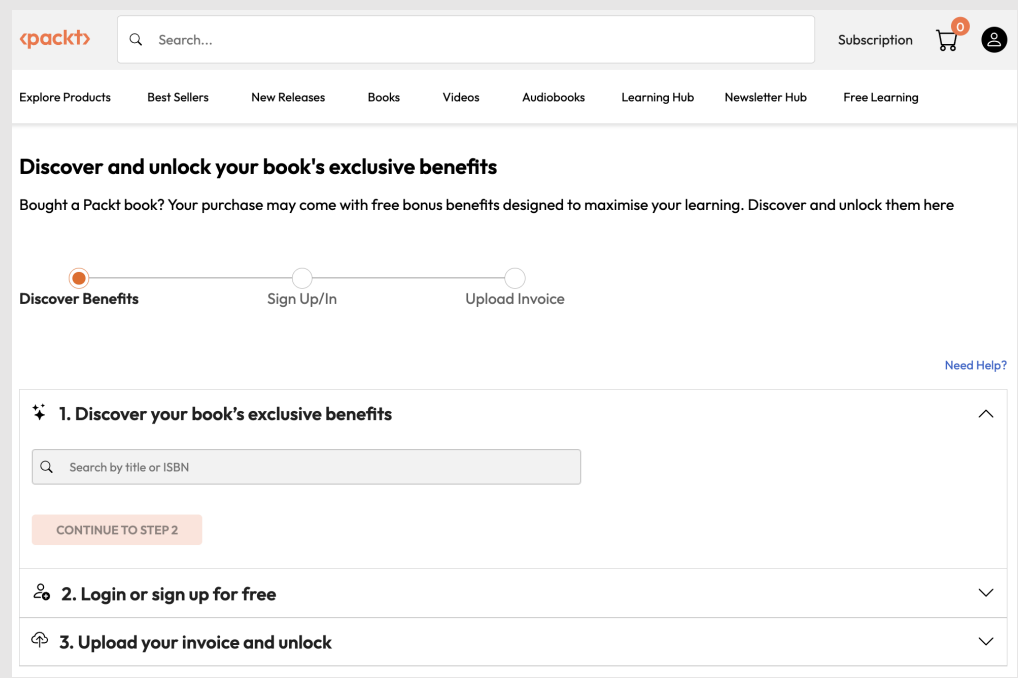 <packt>
Search...
Subscription
0
Explore Products Best Sellers New Releases Books Videos Audiobooks Learning Hub Newsletter Hub Free Learning
Discover and unlock your book's exclusive benefits
Bought a Packt book? Your purchase may come with free bonus benefits designed to maximise your learning. Discover and unlock them here
Discover Benefits Sign Up/In Upload Invoice
Need Help?
1. Discover your book’s exclusive benefits
Search by title or ISBN
CONTINUE TO STEP 2
2. Login or sign up for free
3. Upload your invoice and unlock